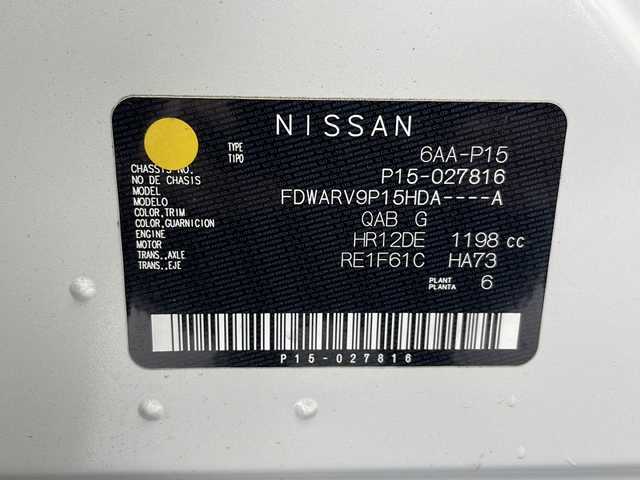 NISSAN
TYPE
TIPO 6AA-P15
CHASSIS NO.
NO DE CHASIS P15-027816
MODEL
MODELO FDWARV9P15HDA----A
COLOR,TRIM
COLOR,GUARNICION QAB G
ENGINE
MOTOR HR12DE 1198 cc
TRANS.,AXLE
TRANS.,EJE RE1F61C HA73
PLANT
PLANTA 6
P15-027816